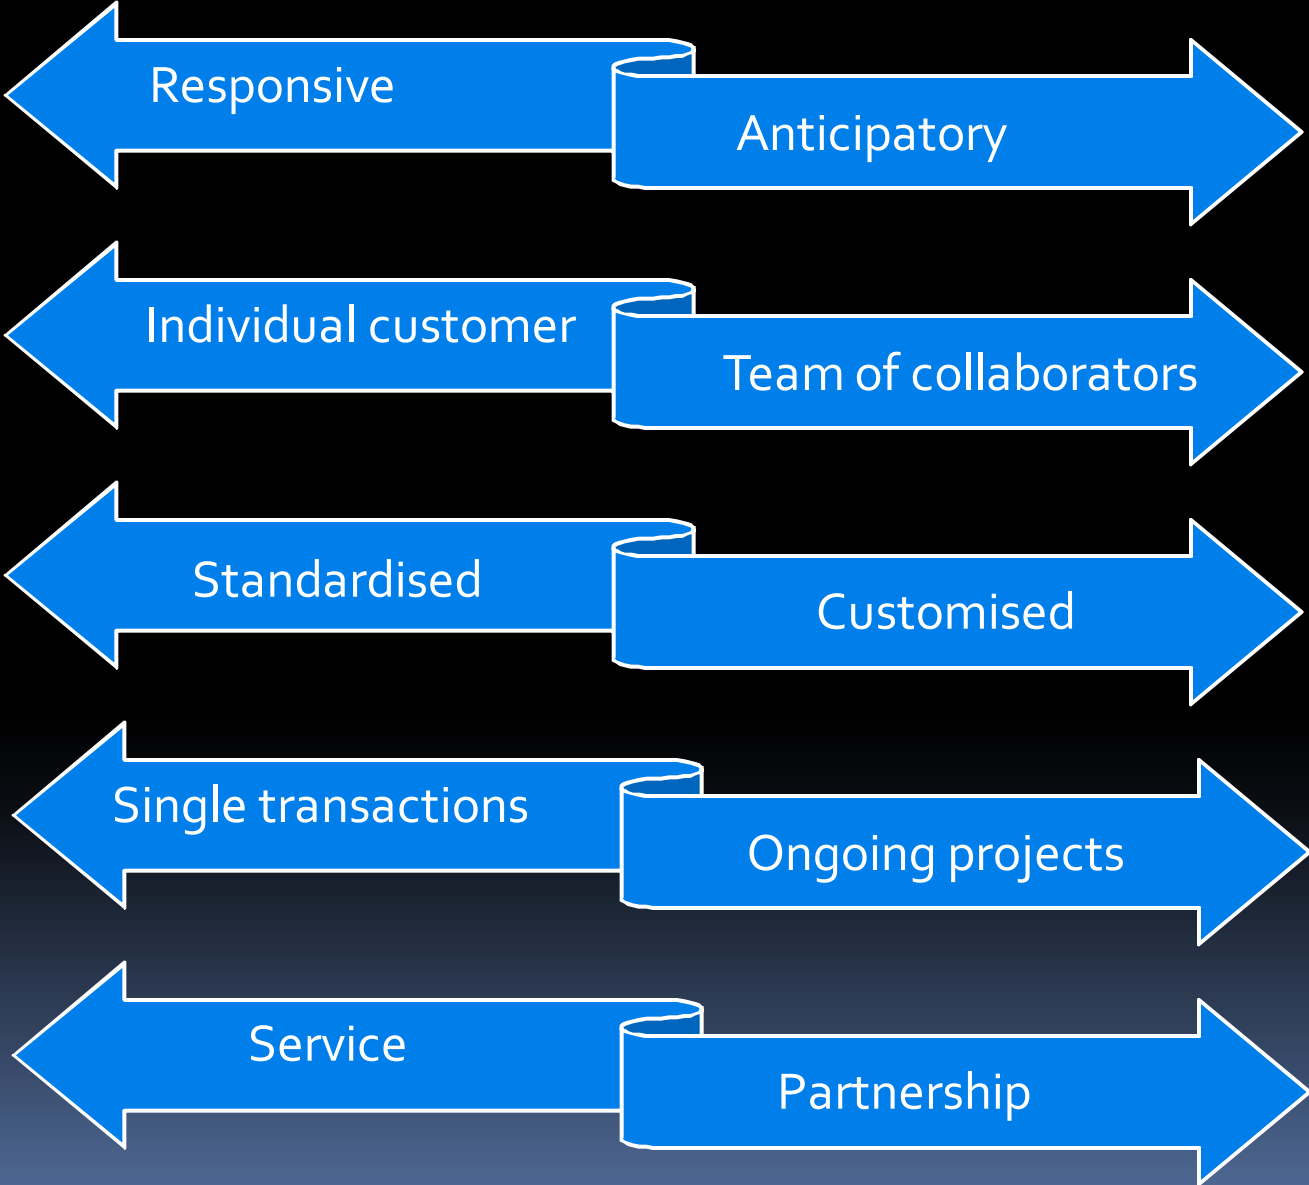 Responsive
Anticipatory
Individual customer
Team of collaborators
Standardised
Customised
Single transactions
Ongoing projects
Service
Partnership